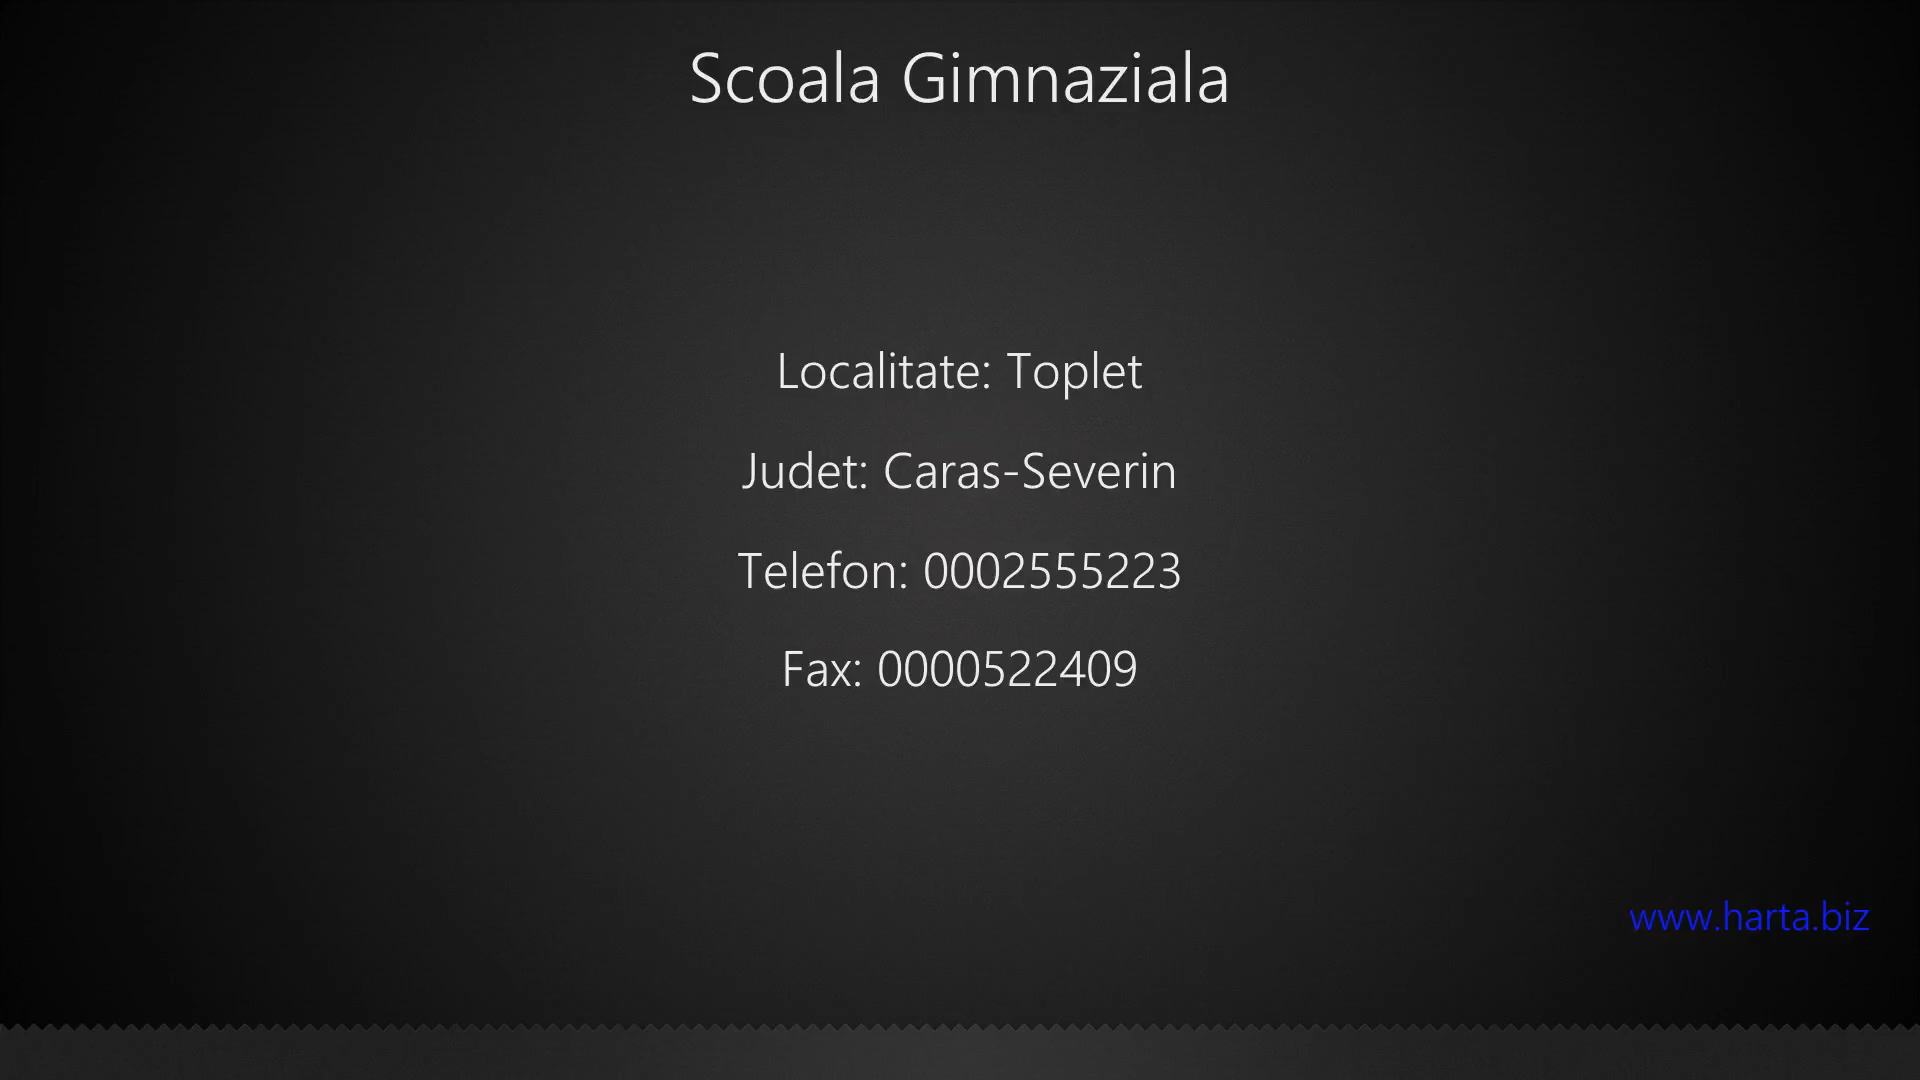 Scoala Gimnaziala
Localitate: Toplet
Judet: Caras-Severin
Telefon: 0002555223
Fax: 0000522409
www.harta.biz